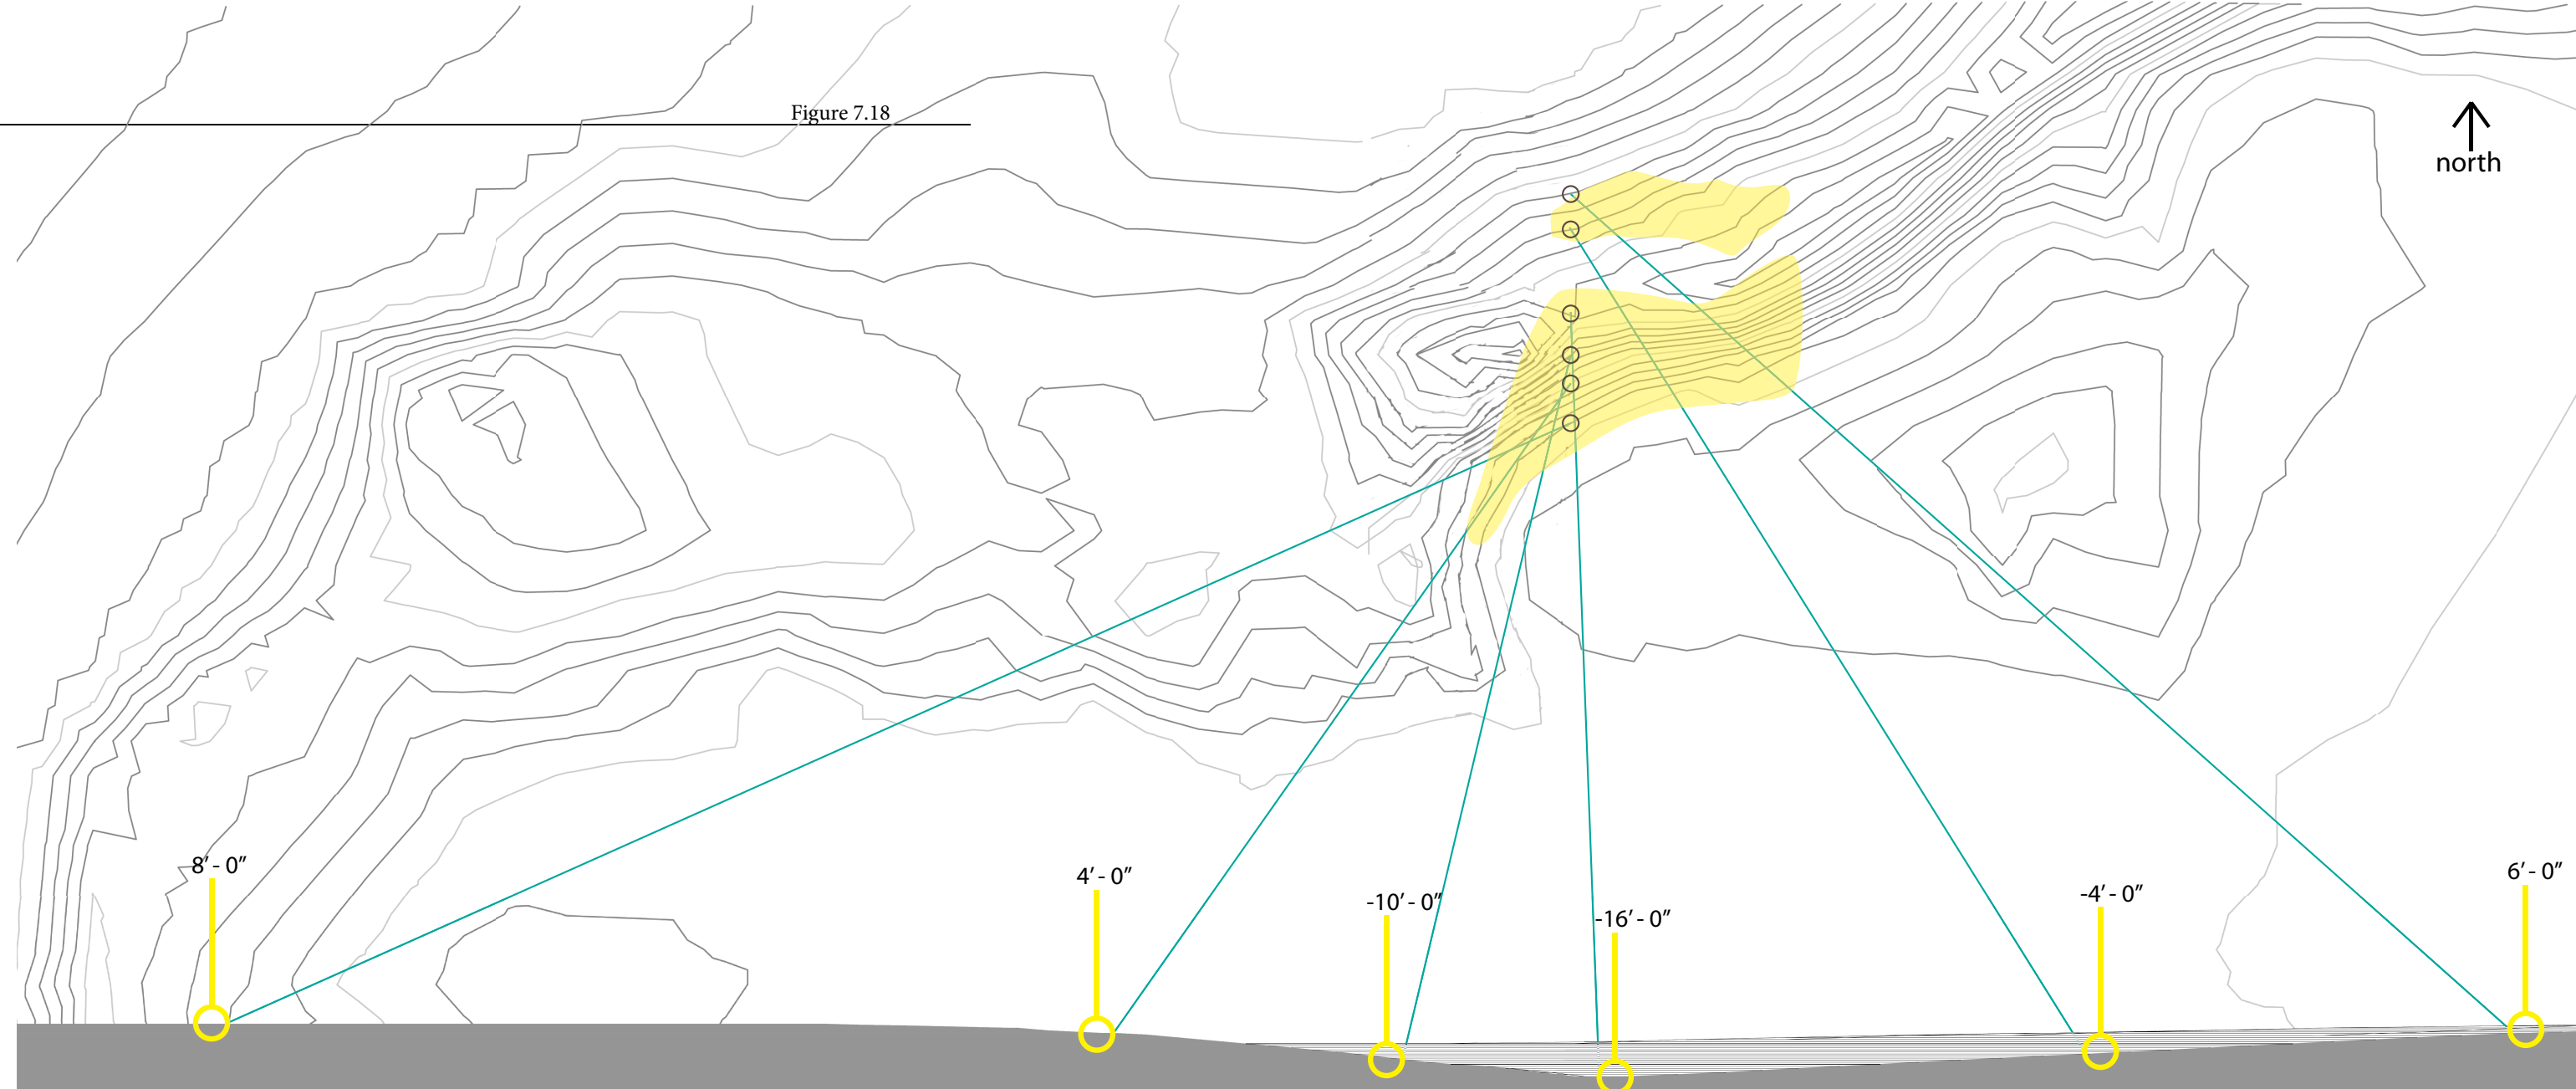 Figure 7.18
north
8’ - 0”
4’ - 0”
-10’ - 0”
-16’ - 0”
-4’ - 0”
6’ - 0”